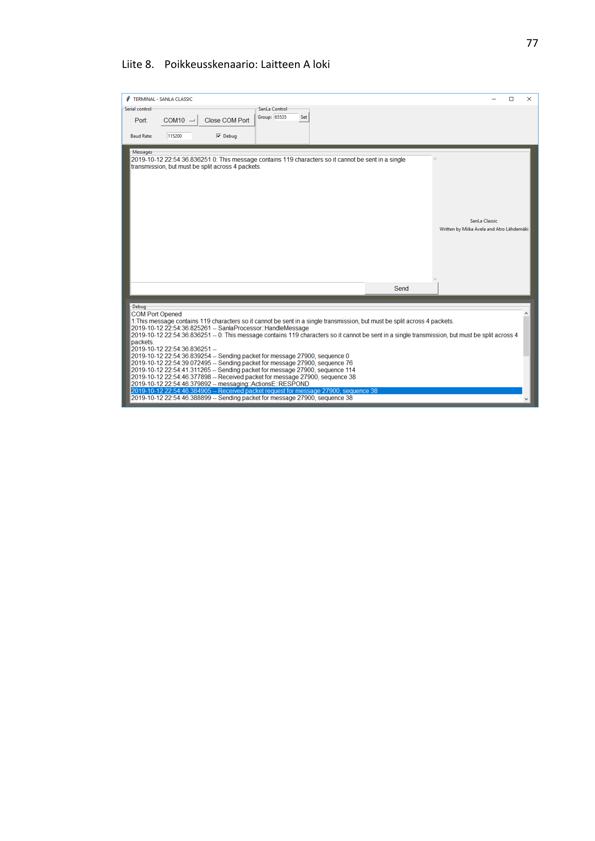 77
Liite 8. Poikkeusskenaario: Laitteen A loki
TERMINAL - SANLA CLASSIC
Serial control
SanLa Control
Port: COM10 Close COM Port
Group: 65535 Set
Baud Rate: 115200 Debug
Messages
2019-10-12 22:54:36.836251 0: This message contains 119 characters so it cannot be sent in a single
transmission, but must be split across 4 packets.
SanLa Classic
Written by Miika Avela and Atro Lähdemäki
Send
Debug
COM Port Opened
1:This message contains 119 characters so it cannot be sent in a single transmission, but must be split across 4 packets.
2019-10-12 22:54:36.825261 -- SanlaProcessor::HandleMessage
2019-10-12 22:54:36.836251 -- 0: This message contains 119 characters so it cannot be sent in a single transmission, but must be split across 4
packets.
2019-10-12 22:54:36.836251 --
2019-10-12 22:54:36.839254 -- Sending packet for message 27900, sequence 0
2019-10-12 22:54:39.072495 -- Sending packet for message 27900, sequence 76
2019-10-12 22:54:41.311265 -- Sending packet for message 27900, sequence 114
2019-10-12 22:54:46.377898 -- Received packet for message 27900, sequence 38
2019-10-12 22:54:46.379892 -- messaging::ActionsE::RESPOND
2019-10-12 22:54:46.384905 -- Received packet request for message 27900, sequence 38
2019-10-12 22:54:46.388899 -- Sending packet for message 27900, sequence 38